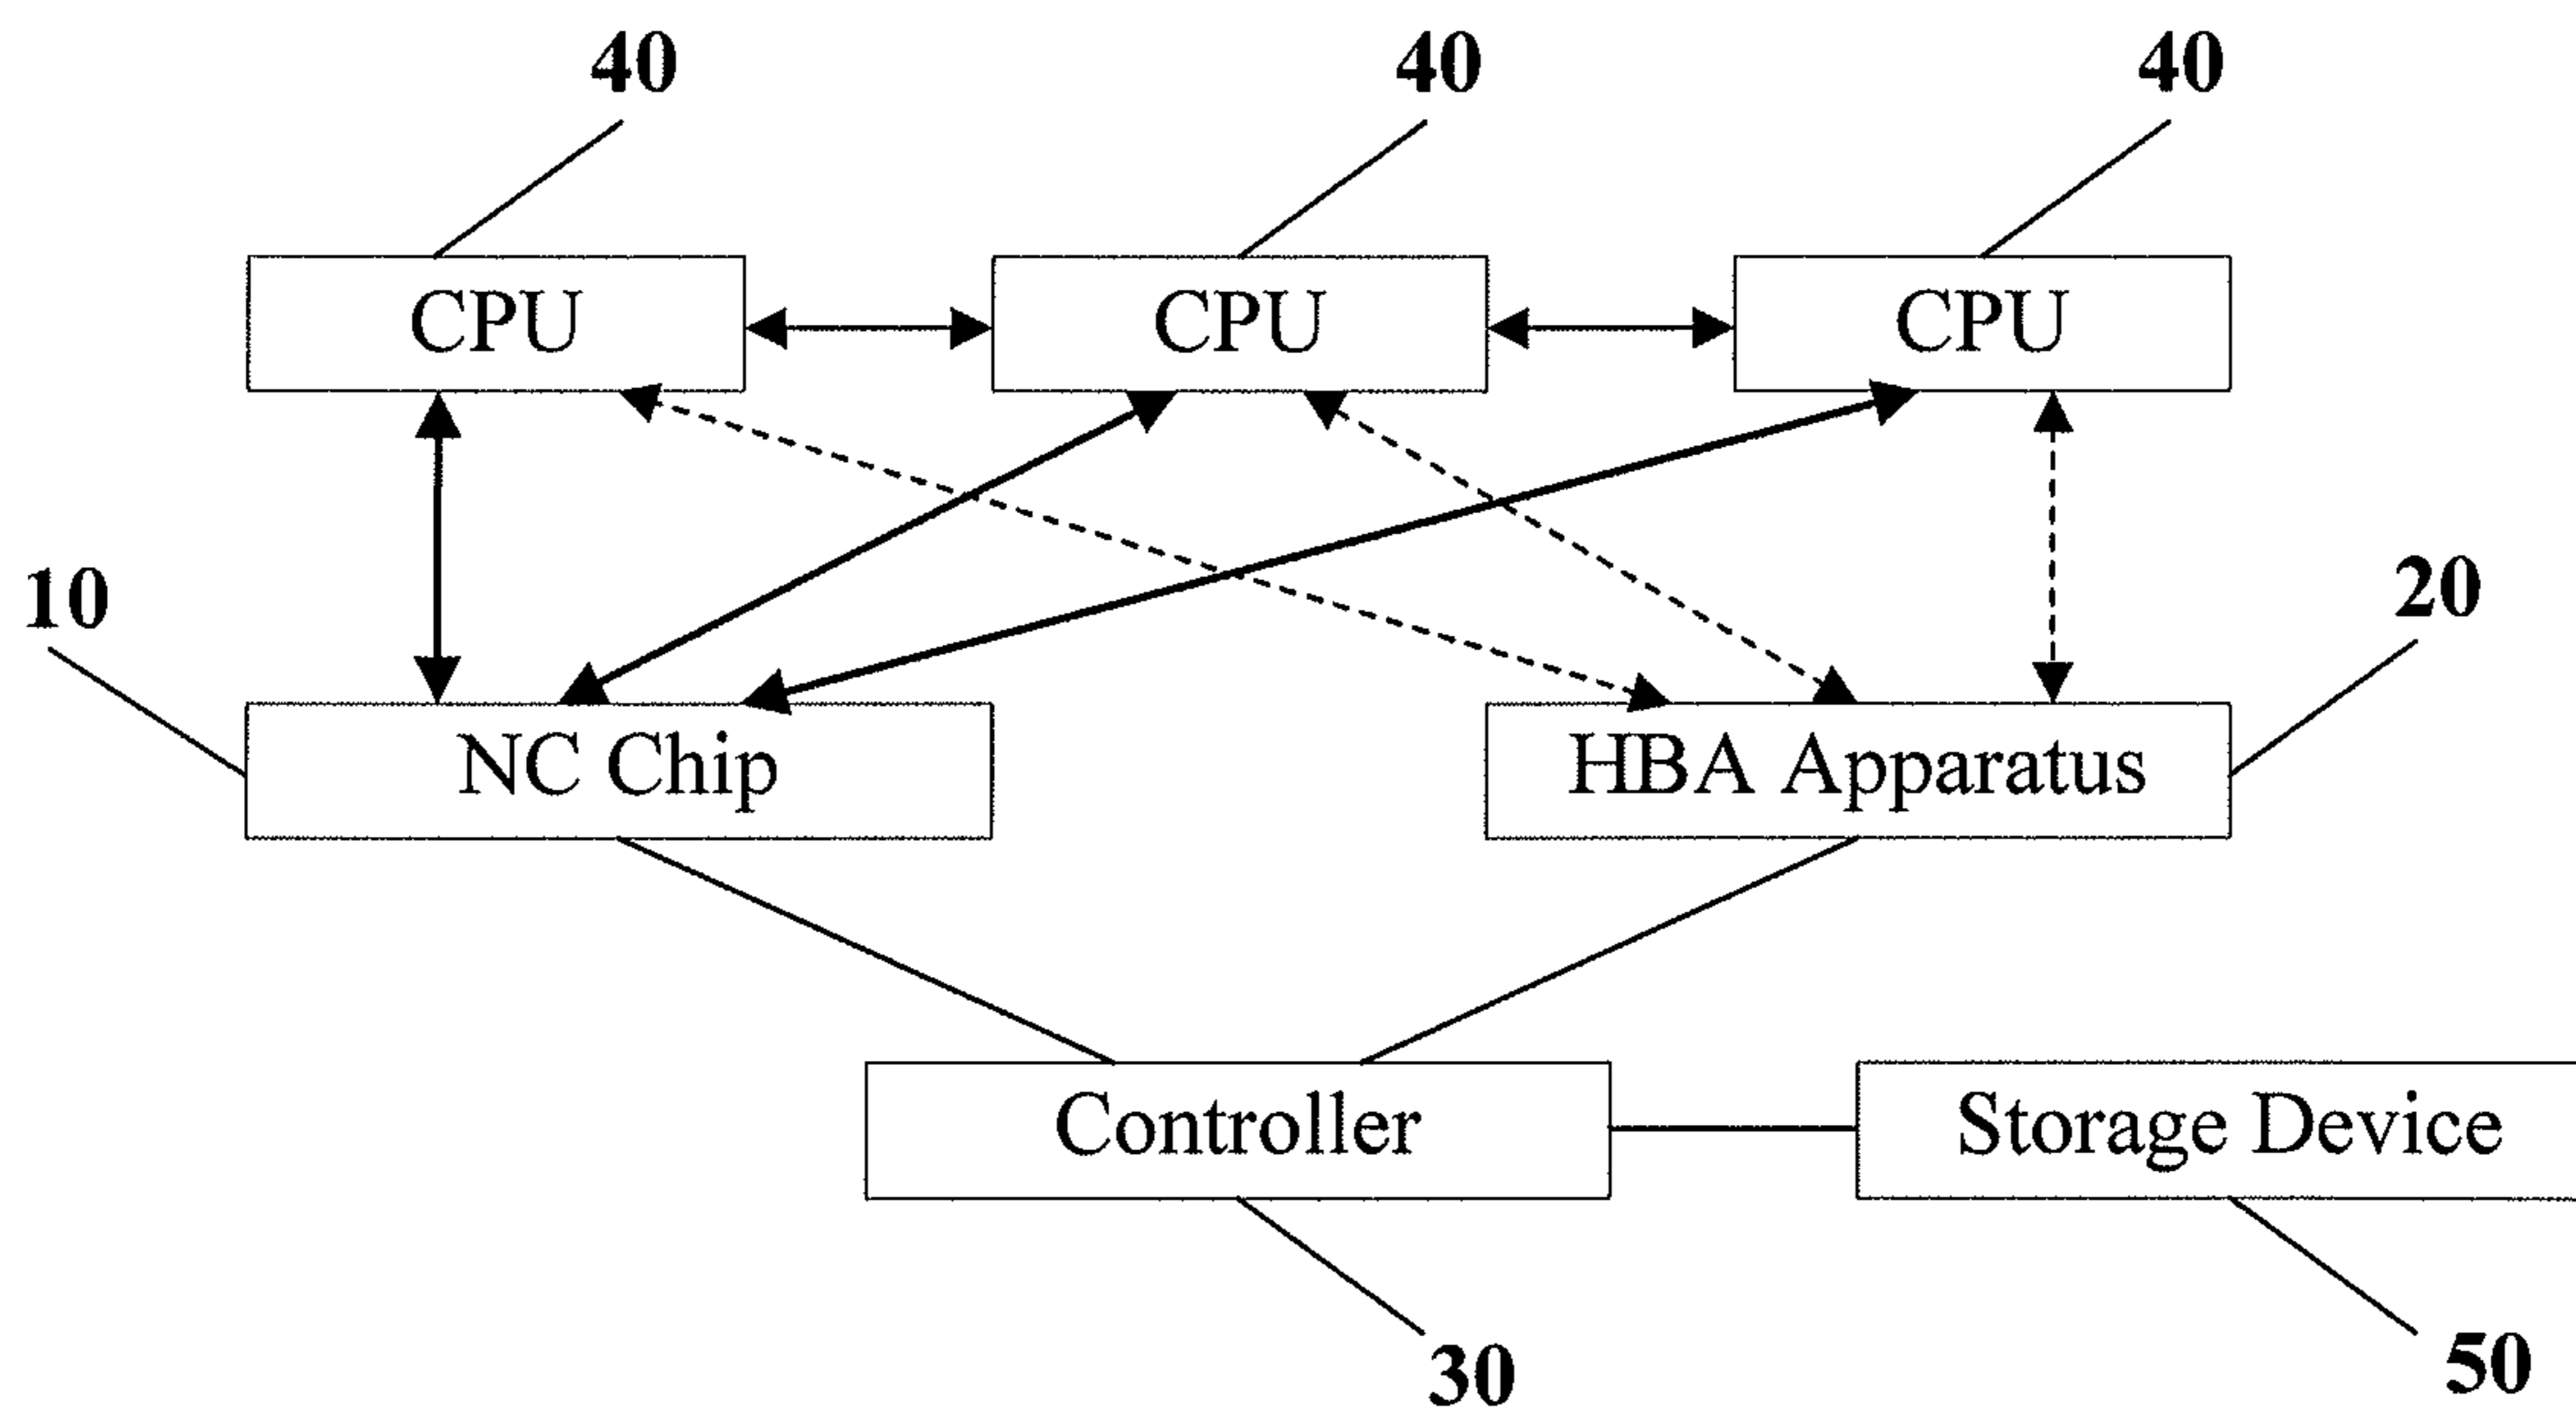 40 40 40
CPU CPU CPU
10 20
NC Chip HBA Apparatus
Controller Storage Device
30 50